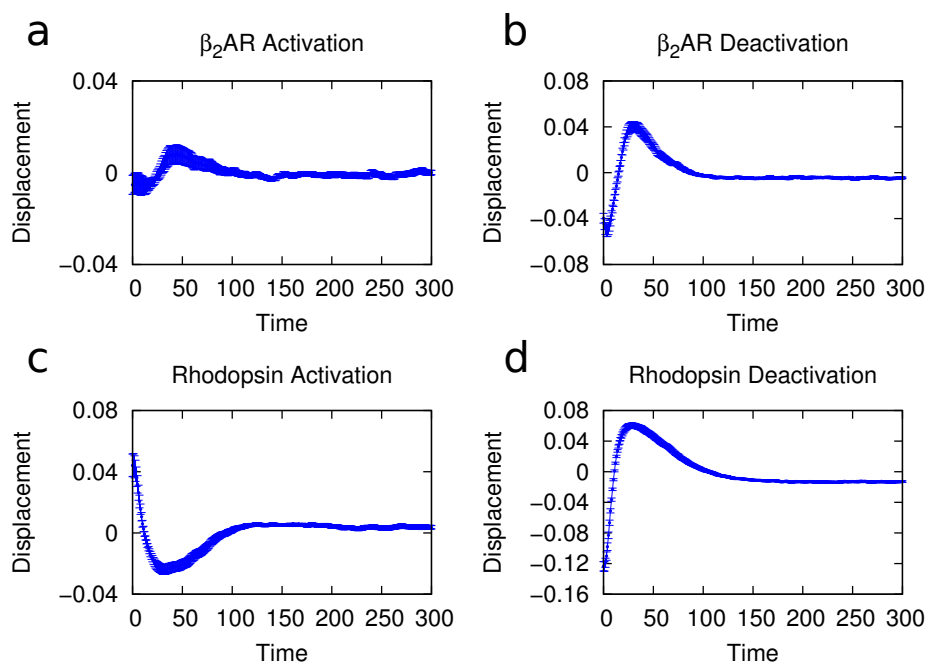 a
β₂AR Activation
0.04
0
−0.04
Displacement
0 50 100 150 200 250 300
Time
b
β₂AR Deactivation
0.08
0.04
0
−0.04
−0.08
Displacement
0 50 100 150 200 250 300
Time
c
Rhodopsin Activation
0.08
0.04
0
−0.04
Displacement
0 50 100 150 200 250 300
Time
d
Rhodopsin Deactivation
0.08
0.04
0
−0.04
−0.08
−0.12
−0.16
Displacement
0 50 100 150 200 250 300
Time